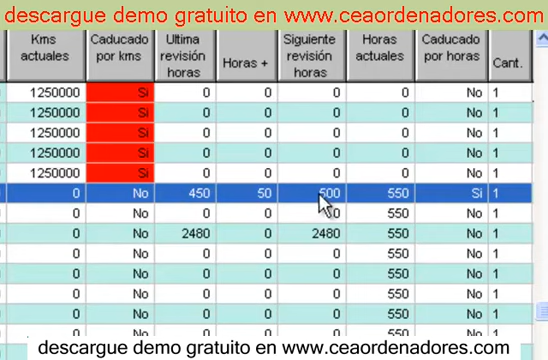 descargue demo gratuito en www.ceaordenadores.com
Kms actuales Caducado por kms Ultima revisión horas Horas + Siguiente revisión horas Horas actuales Caducado por horas Cant.
1250000 Si 0 0 0 0 No 1
1250000 Si 0 0 0 0 No 1
1250000 Si 0 0 0 0 No 1
1250000 Si 0 0 0 0 No 1
1250000 Si 0 0 0 0 No 1
0 No 450 50 500 550 Si 1
0 No 0 0 0 550 No 1
0 No 2480 0 2480 550 No 1
0 No 0 0 0 550 No 1
0 No 0 0 0 550 No 1
0 No 0 0 0 550 No 1
0 No 0 0 0 550 No 1
descargue demo gratuito en www.ceaordenadores.com